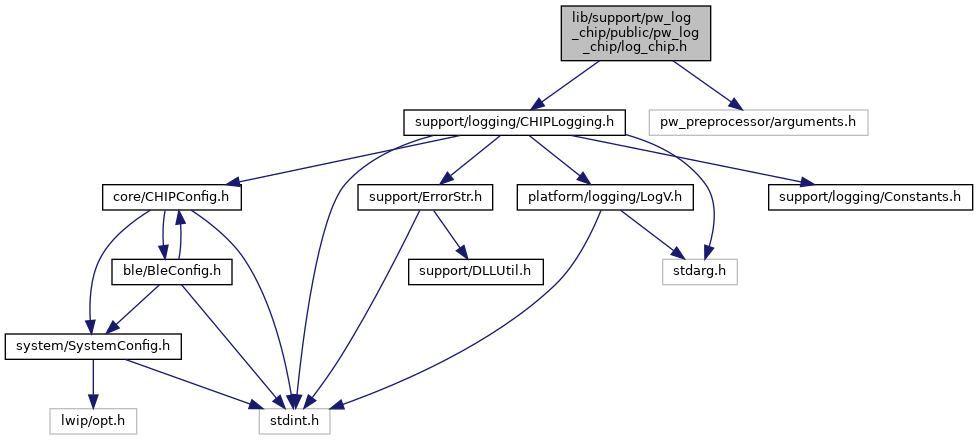 lib/support/pw_log
_chip/public/pw_log
_chip/log_chip.h
support/logging/CHIPLogging.h
pw_preprocessor/arguments.h
core/CHIPConfig.h
support/ErrorStr.h
platform/logging/LogV.h
support/logging/Constants.h
ble/BleConfig.h
support/DLLUtil.h
stdarg.h
system/SystemConfig.h
lwip/opt.h
stdint.h